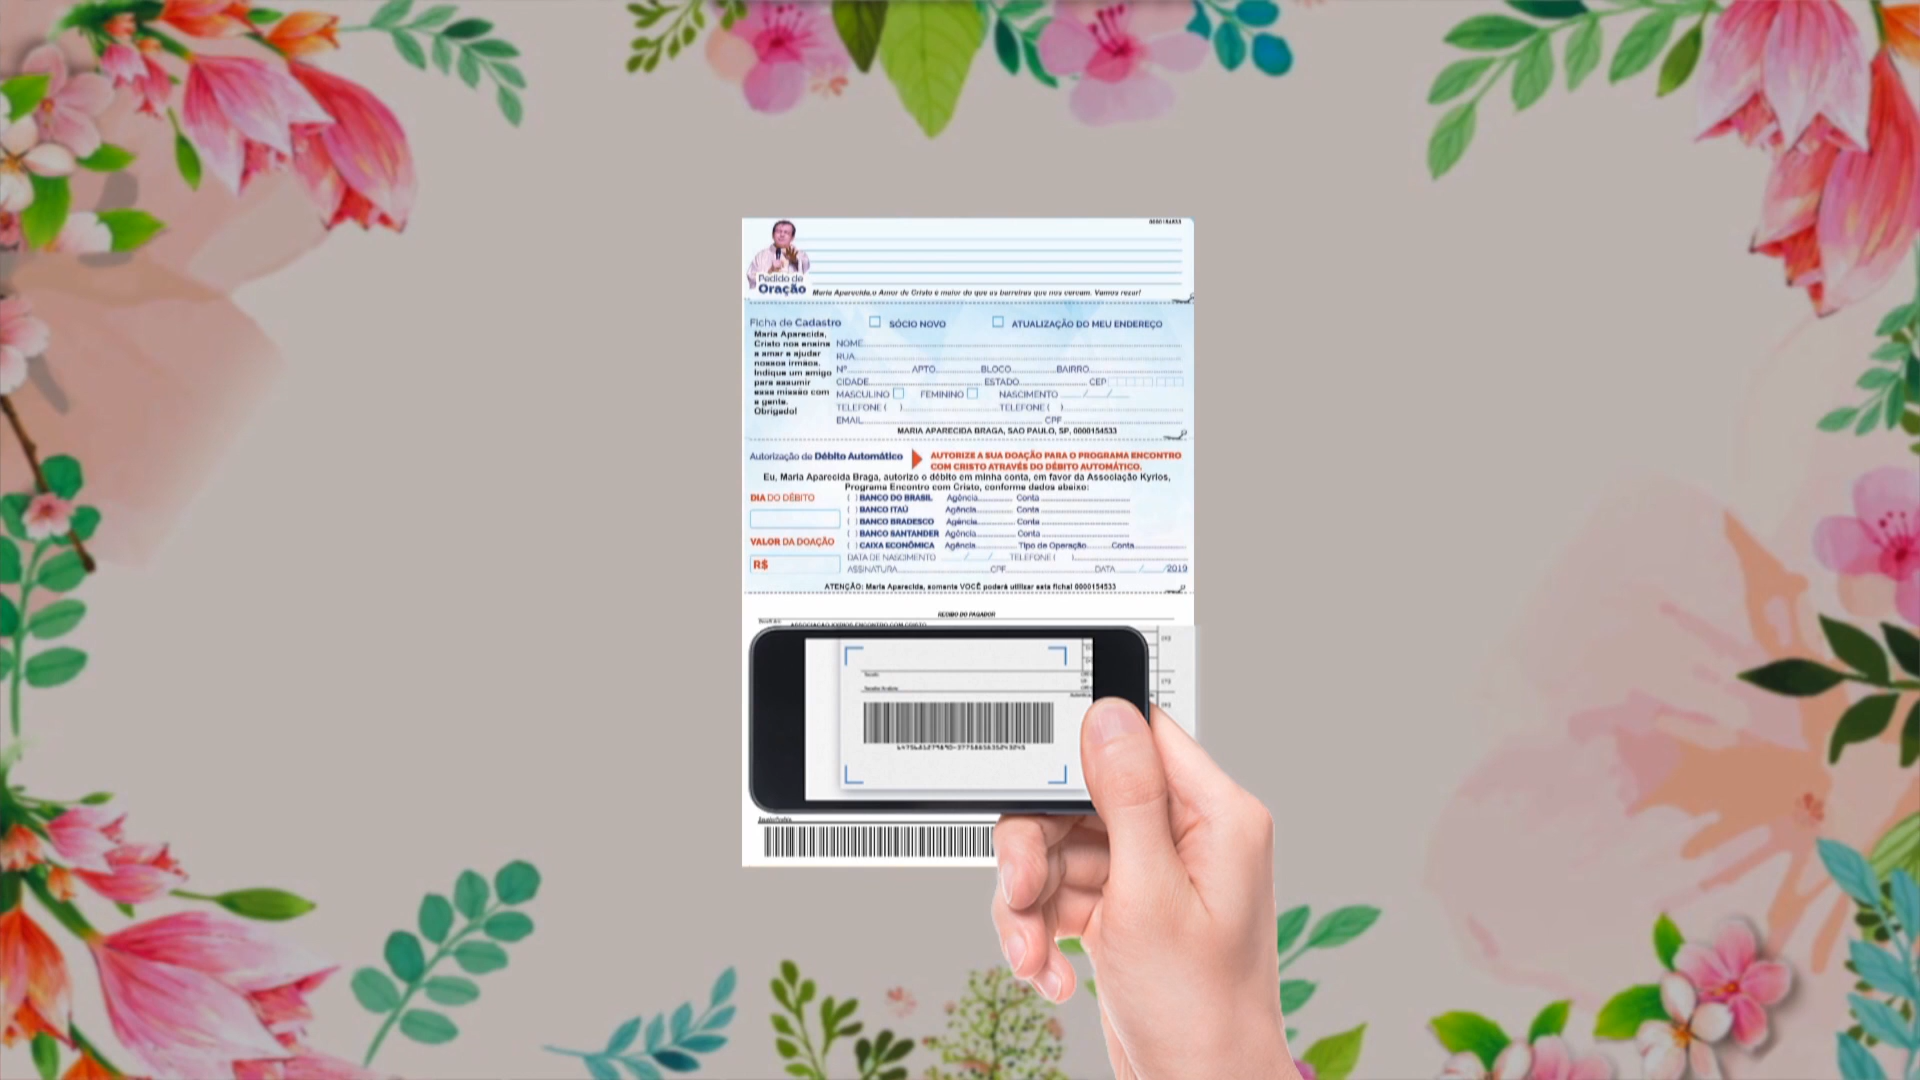 0000154533
Pedido de
Oração
Maria Aparecida,o Amor de Cristo é maior do que as barreiras que nos cercam. Vamos rezar!
Ficha de Cadastro
SÓCIO NOVO
ATUALIZAÇÃO DO MEU ENDEREÇO
Maria Aparecida,
Cristo nos ensina
a amar e ajudar
nossos irmãos.
Indique um amigo
para assumir
essa missão com
a gente.
Obrigado!
NOME
RUA
Nº APTO BLOCO BAIRRO
CIDADE ESTADO CEP
MASCULINO FEMININO NASCIMENTO / /
TELEFONE ( ) TELEFONE ( )
EMAIL CPF
MARIA APARECIDA BRAGA, SAO PAULO, SP, 0000154533
Autorização de Débito Automático
AUTORIZE A SUA DOAÇÃO PARA O PROGRAMA ENCONTRO
COM CRISTO ATRAVÉS DO DÉBITO AUTOMÁTICO.
Eu, Maria Aparecida Braga, autorizo o débito em minha conta, em favor da Associação Kyrios,
Programa Encontro com Cristo, conforme dados abaixo:
DIA DO DÉBITO
VALOR DA DOAÇÃO
R$
( ) BANCO DO BRASIL Agência Conta
( ) BANCO ITAÚ Agência Conta
( ) BANCO BRADESCO Agência Conta
( ) BANCO SANTANDER Agência Conta
( ) CAIXA ECONÔMICA Agência Tipo de Operação Conta
DATA DE NASCIMENTO / / TELEFONE ( )
ASSINATURA CPF DATA / /2019
ATENÇÃO: Maria Aparecida, somente VOCÊ poderá utilizar esta ficha! 0000154533
RECIBO DO PAGADOR
ASSOCIACAO KYRIOS ENCONTRO COM CRISTO